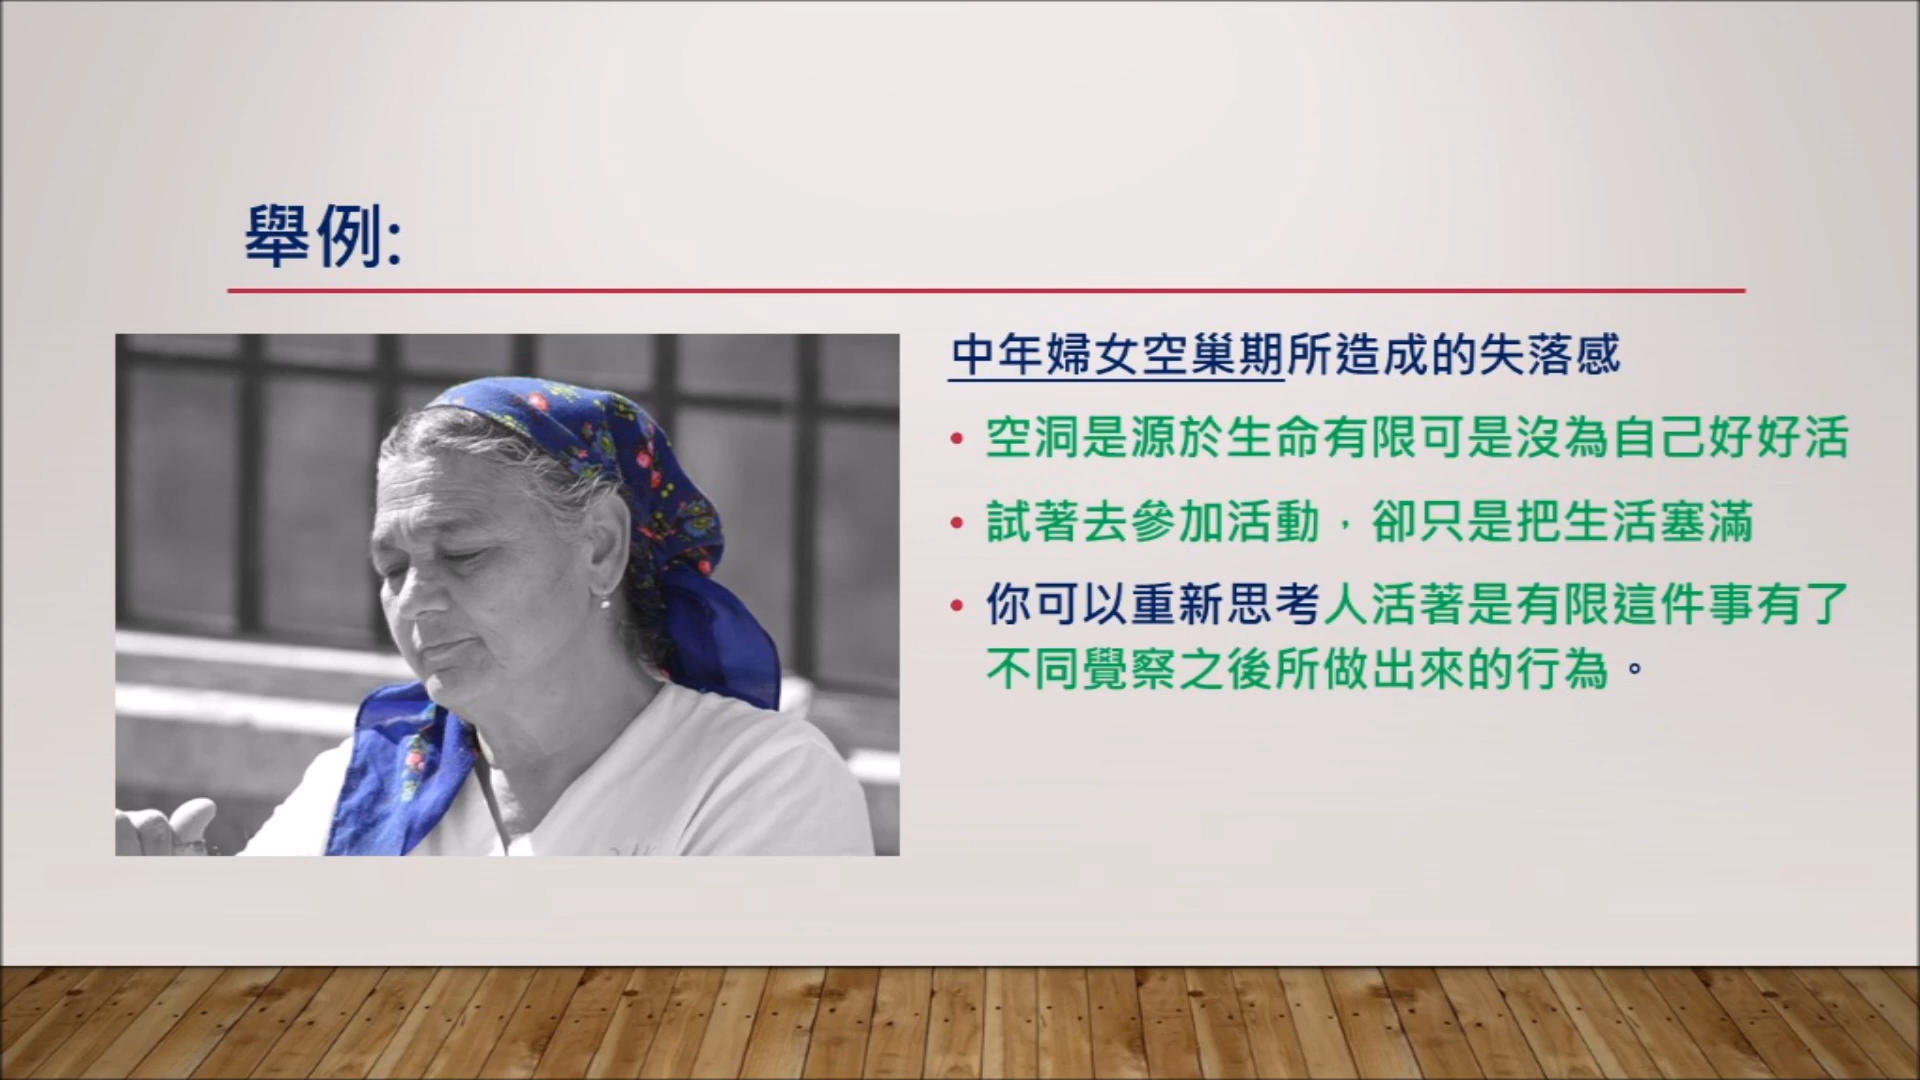 舉例:
中年婦女空巢期所造成的失落感
• 空洞是源於生命有限可是沒為自己好好活
• 試著去參加活動，卻只是把生活塞滿
• 你可以重新思考人活著是有限這件事有了
不同覺察之後所做出來的行為。